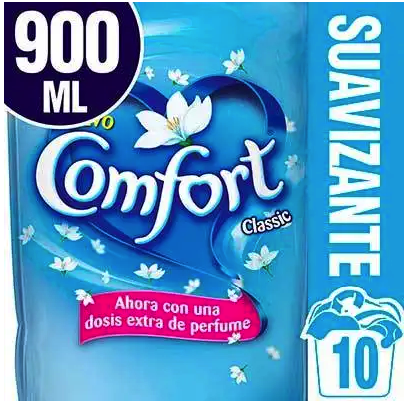 900
ML
Comfort
Classic
Ahora con una
dosis extra de perfume
SUAVIZANTE
10